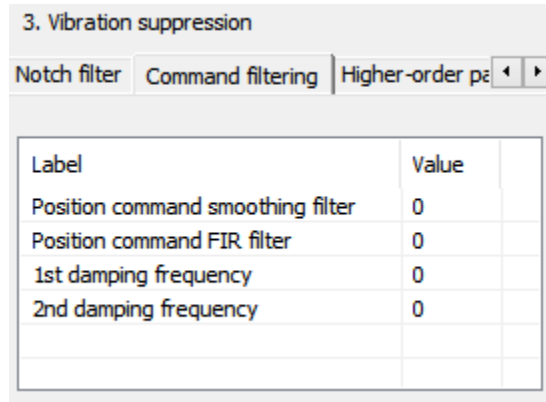 3. Vibration suppression
Notch filter Command filtering Higher-order pa
Label Value
Position command smoothing filter 0
Position command FIR filter 0
1st damping frequency 0
2nd damping frequency 0